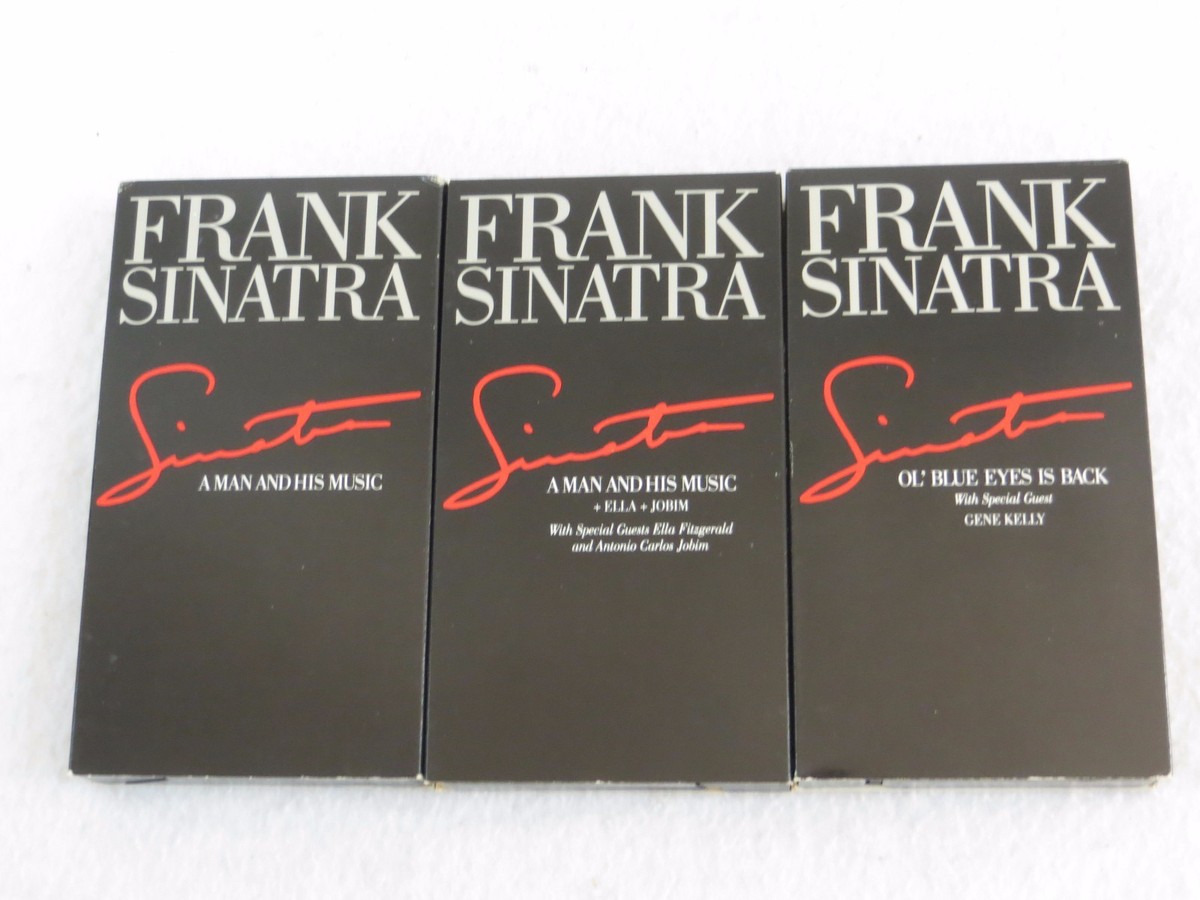 FRANK
SINATRA
Sinatra
A MAN AND HIS MUSIC
FRANK
SINATRA
Sinatra
A MAN AND HIS MUSIC
+ ELLA + JOBIM
With Special Guests Ella Fitzgerald
and Antonio Carlos Jobim
FRANK
SINATRA
Sinatra
OL' BLUE EYES IS BACK
With Special Guest
GENE KELLY